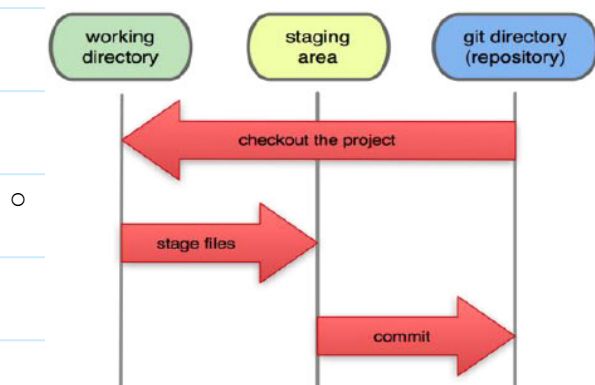 working
directory
staging
area
git directory
(repository)
checkout the project
stage files
commit